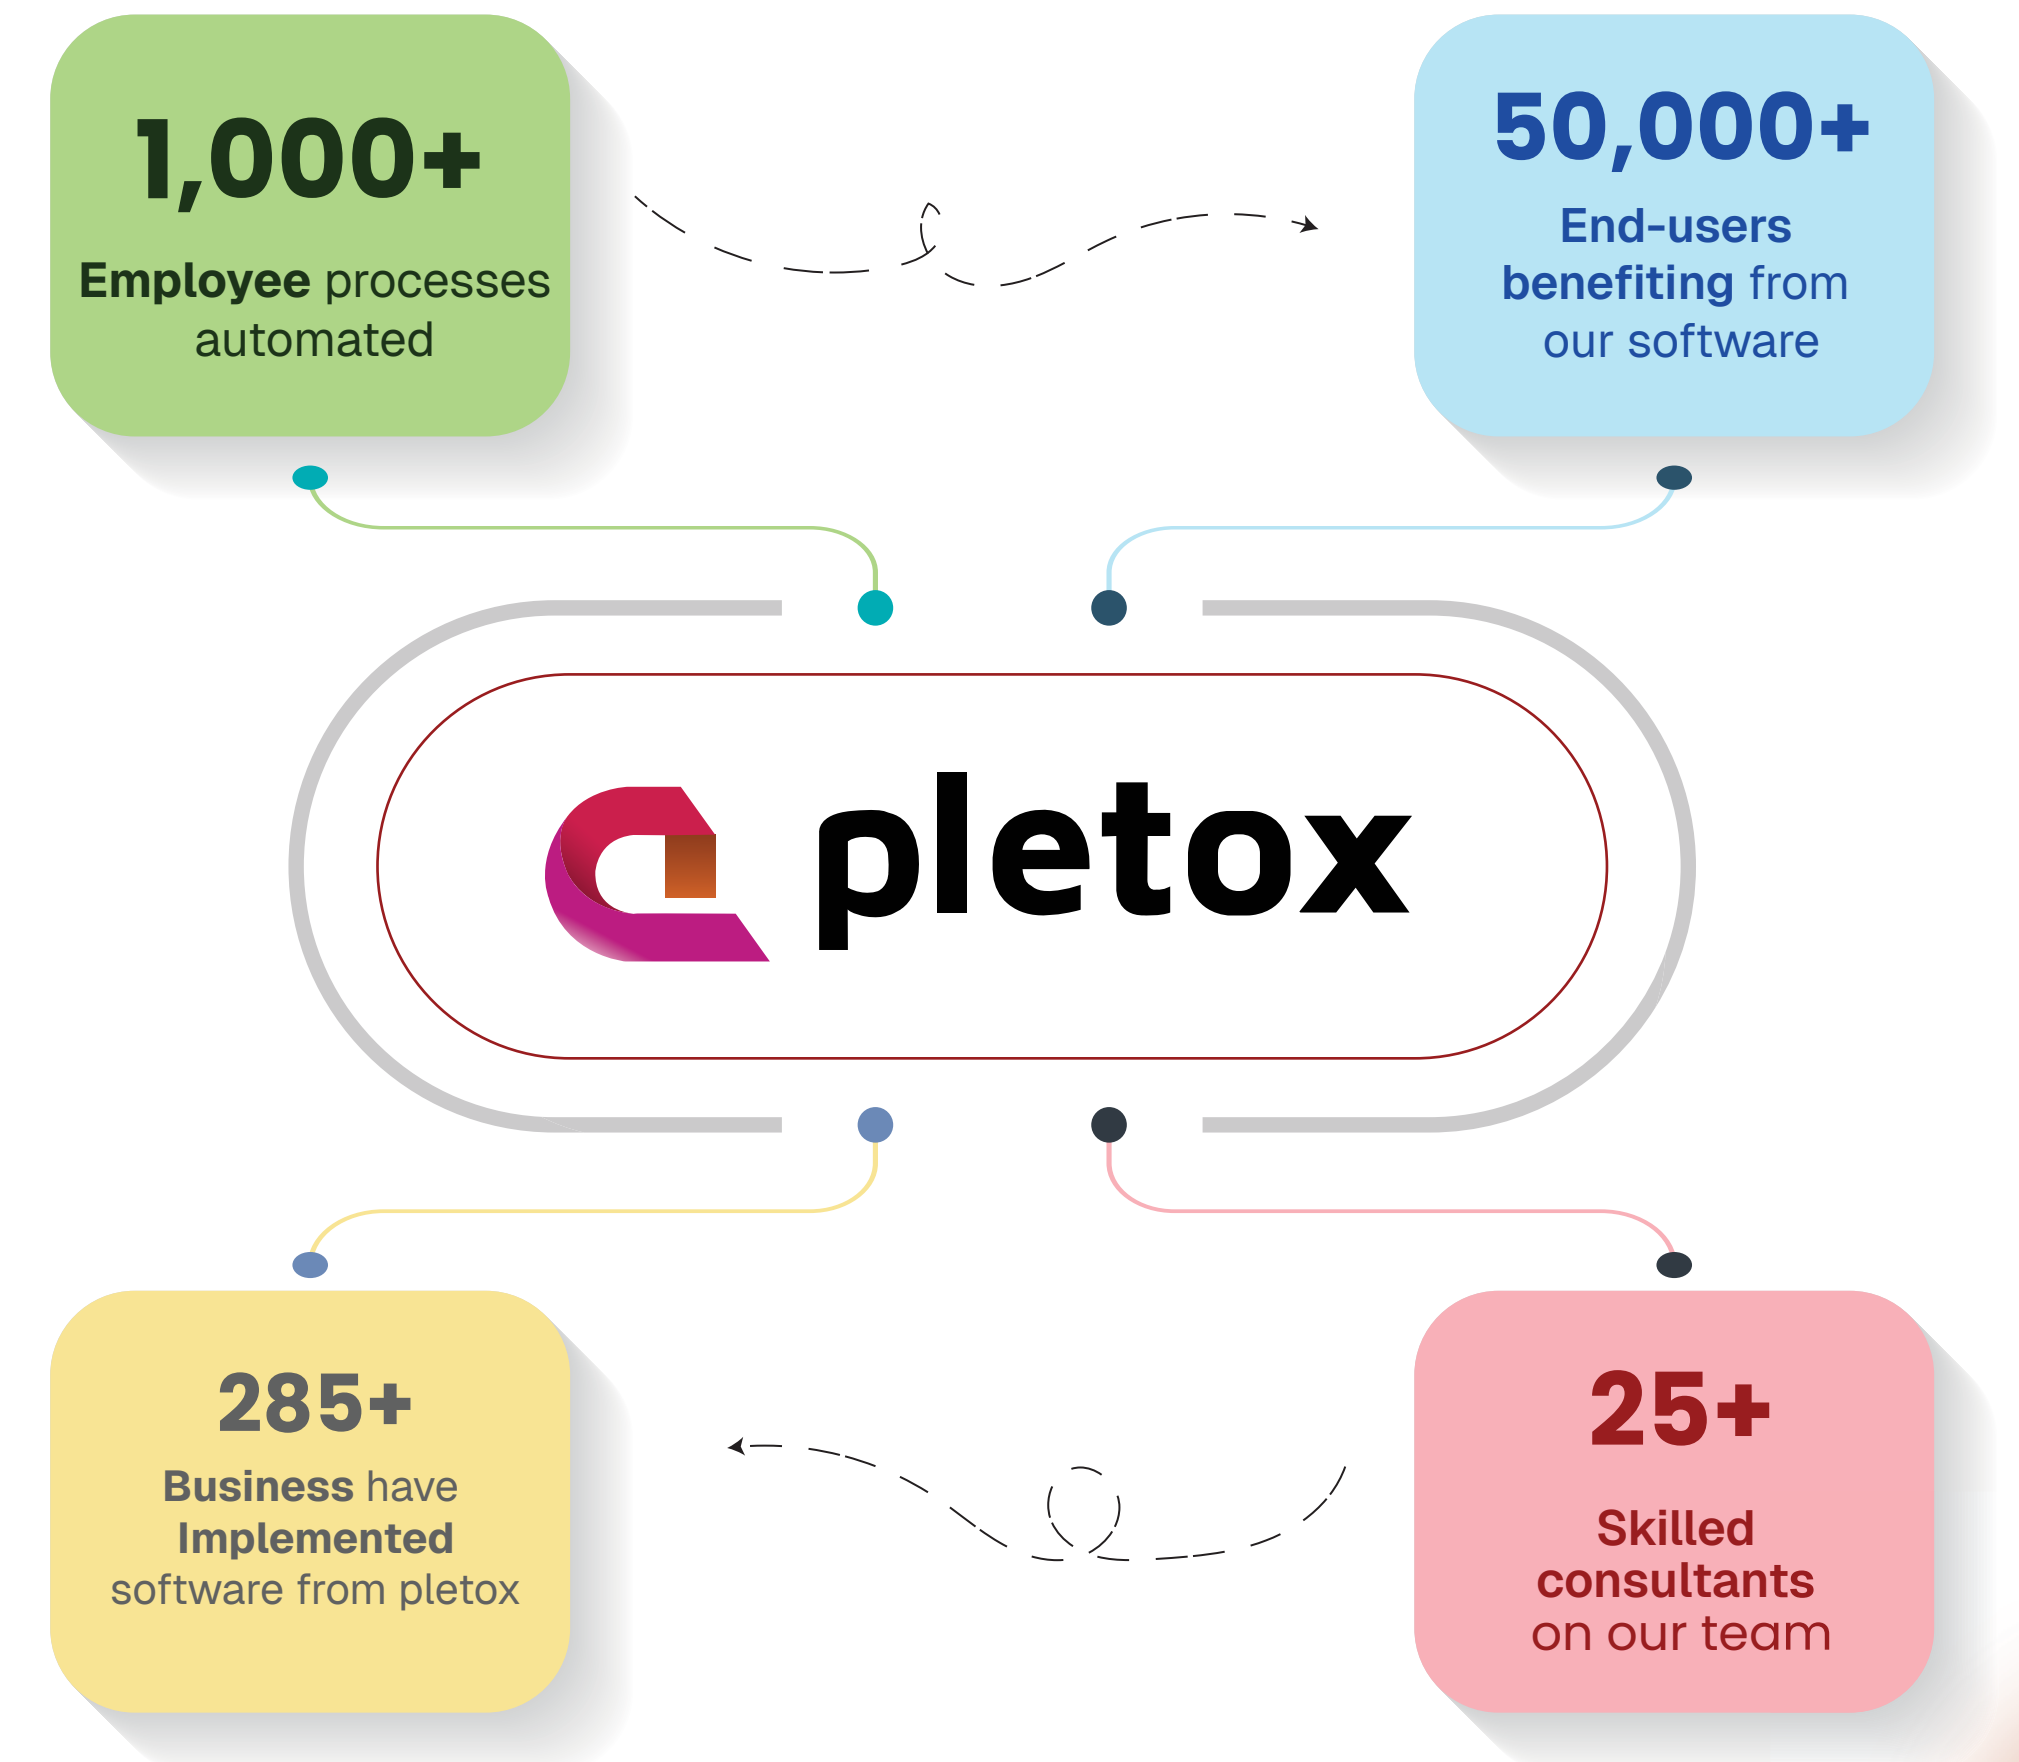 1,000+
Employee processes
automated
50,000+
End-users
benefiting from
our software
pletox
285+
Business have
Implemented
software from pletox
25+
Skilled
consultants
on our team